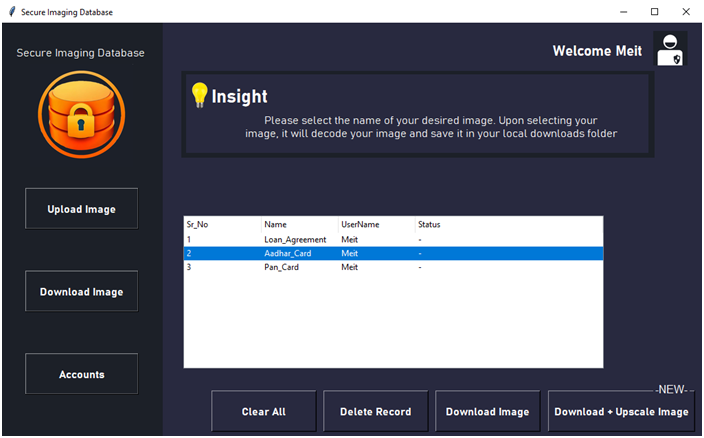 Secure Imaging Database
Secure Imaging Database
Welcome Meit
Insight
Please select the name of your desired image. Upon selecting your
image, it will decode your image and save it in your local downloads folder
Upload Image
Download Image
Accounts
Sr_No Name UserName Status
1 Loan_Agreement Meit -
2 Aadhar_Card Meit -
3 Pan_Card Meit -
-NEW-
Clear All Delete Record Download Image Download + Upscale Image